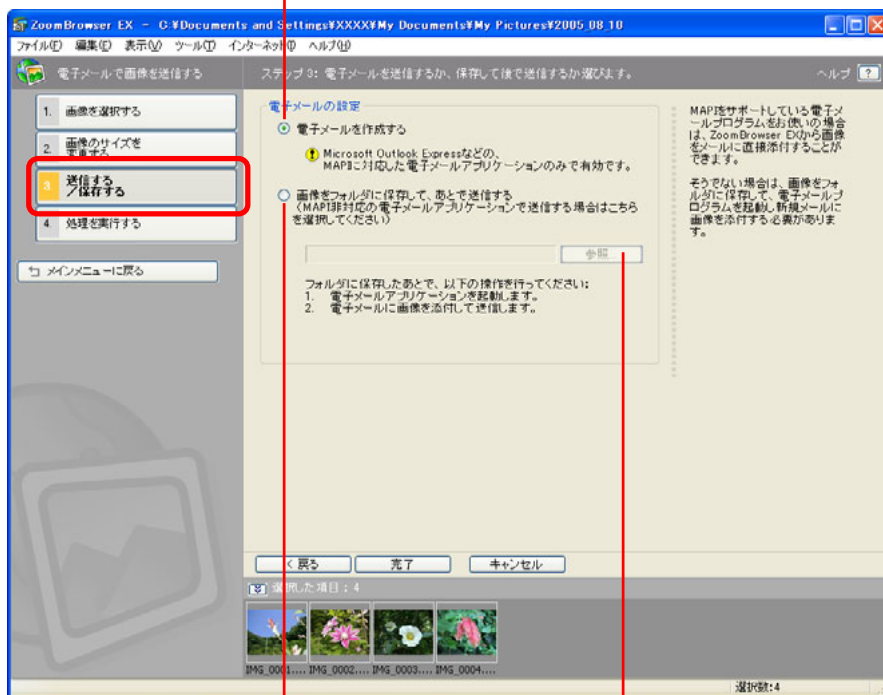 ZoomBrowser EX - C:¥Documents and Settings¥XXXX¥My Documents¥My Pictures¥2005_08_10
ファイル(F) 編集(E) 表示(V) ツール(T) インターネット(I) ヘルプ(H)
電子メールで画像を送信する
ステップ 3: 電子メールを送信するか、保存して後で送信するか選びます。
ヘルプ ?
1. 画像を選択する
2. 画像のサイズを
変更する
3. 送信する
／保存する
4. 処理を実行する
メインメニューに戻る
電子メールの設定
電子メールを作成する
Microsoft Outlook Expressなどの、
MAPIに対応した電子メールアプリケーションのみで有効です。
画像をフォルダに保存して、あとで送信する
（MAPI非対応の電子メールアプリケーションで送信する場合はこちら
を選択してください）
参照...
フォルダに保存したあとで、以下の操作を行ってください:
1. 電子メールアプリケーションを起動します。
2. 電子メールに画像を添付して送信します。
MAPIをサポートしている電子メ
ールプログラムをお使いの場合
は、ZoomBrowser EXから画像
をメールに直接添付することが
できます。
そうでない場合は、画像をフォ
ルダに保存して、電子メールプ
ログラムを起動し新規メールに
画像を添付する必要がありま
す。
< 戻る
完了
キャンセル
選択した項目 : 4
IMG_0001....
IMG_0002....
IMG_0003....
IMG_0004....
選択数:4